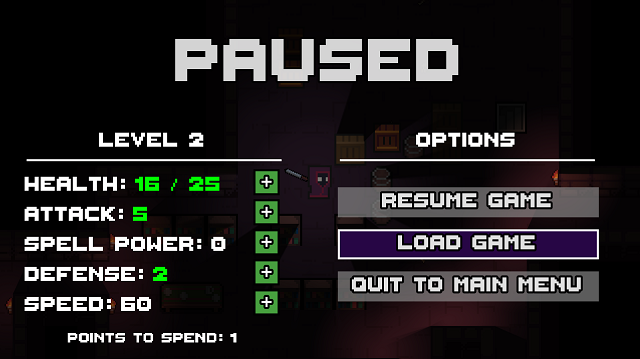 PAUSED
LEVEL 2
HEALTH: 16 / 25 +
ATTACK: 5 +
SPELL POWER: 0 +
DEFENSE: 2 +
SPEED: 60 +
POINTS TO SPEND: 1
OPTIONS
RESUME GAME
LOAD GAME
QUIT TO MAIN MENU